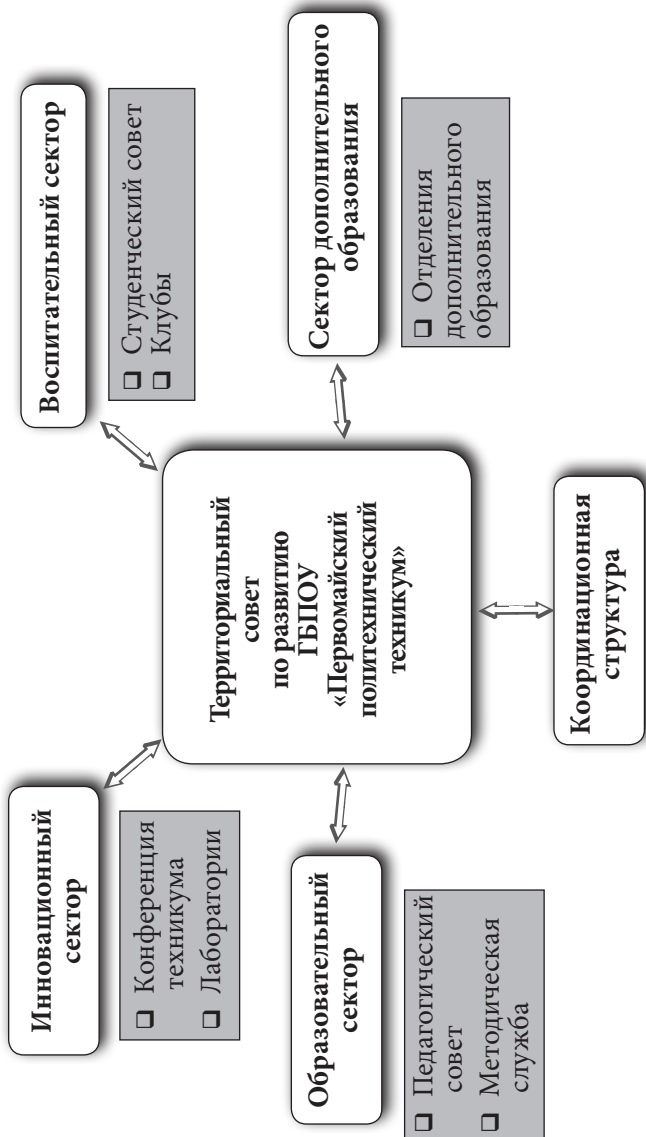 Инновационный
сектор
❑ Конференция
техникума
❑ Лаборатории
Воспитательный сектор
❑ Студенческий совет
❑ Клубы
Территориальный
совет
по развитию
ГБПОУ
«Первомайский
политехнический
техникум»
Образовательный
сектор
❑ Педагогический
совет
❑ Методическая
служба
Сектор дополнительного
образования
❑ Отделения
дополнительного
образования
Координационная
структура